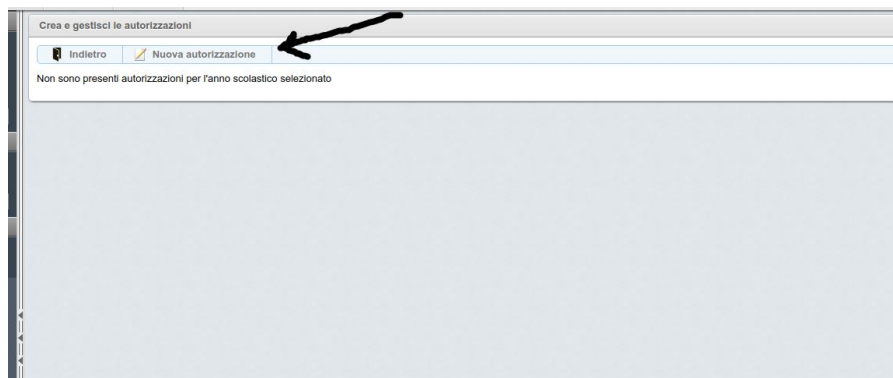 Crea e gestisci le autorizzazioni
Indietro Nuova autorizzazione
Non sono presenti autorizzazioni per l'anno scolastico selezionato